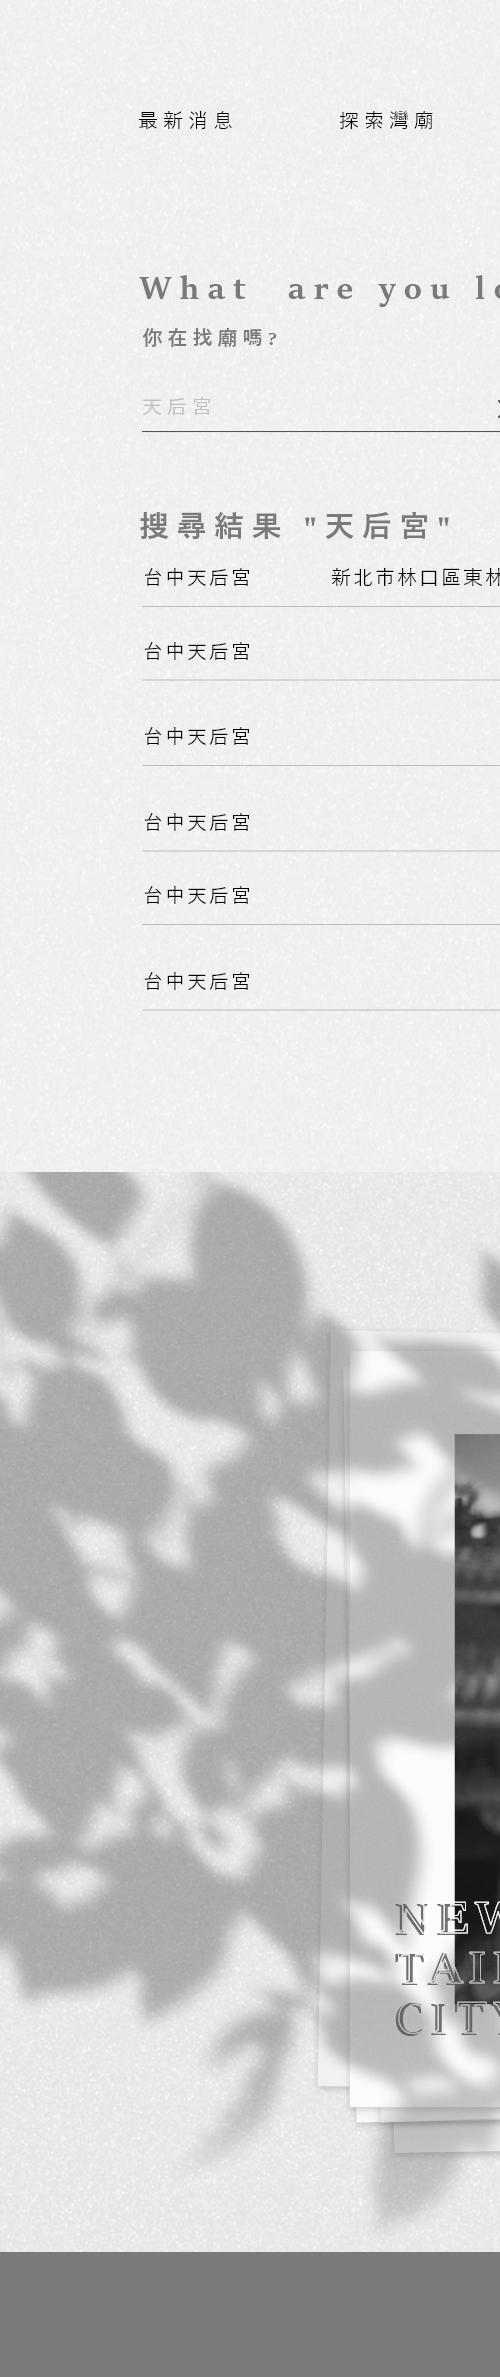 最新消息 探索灣廟
What are you
你在找廟嗎?
天后宮
搜尋結果 "天后宮"
台中天后宮 新北市林口區東林
台中天后宮
台中天后宮
台中天后宮
台中天后宮
台中天后宮
NEW
TAI
CITY